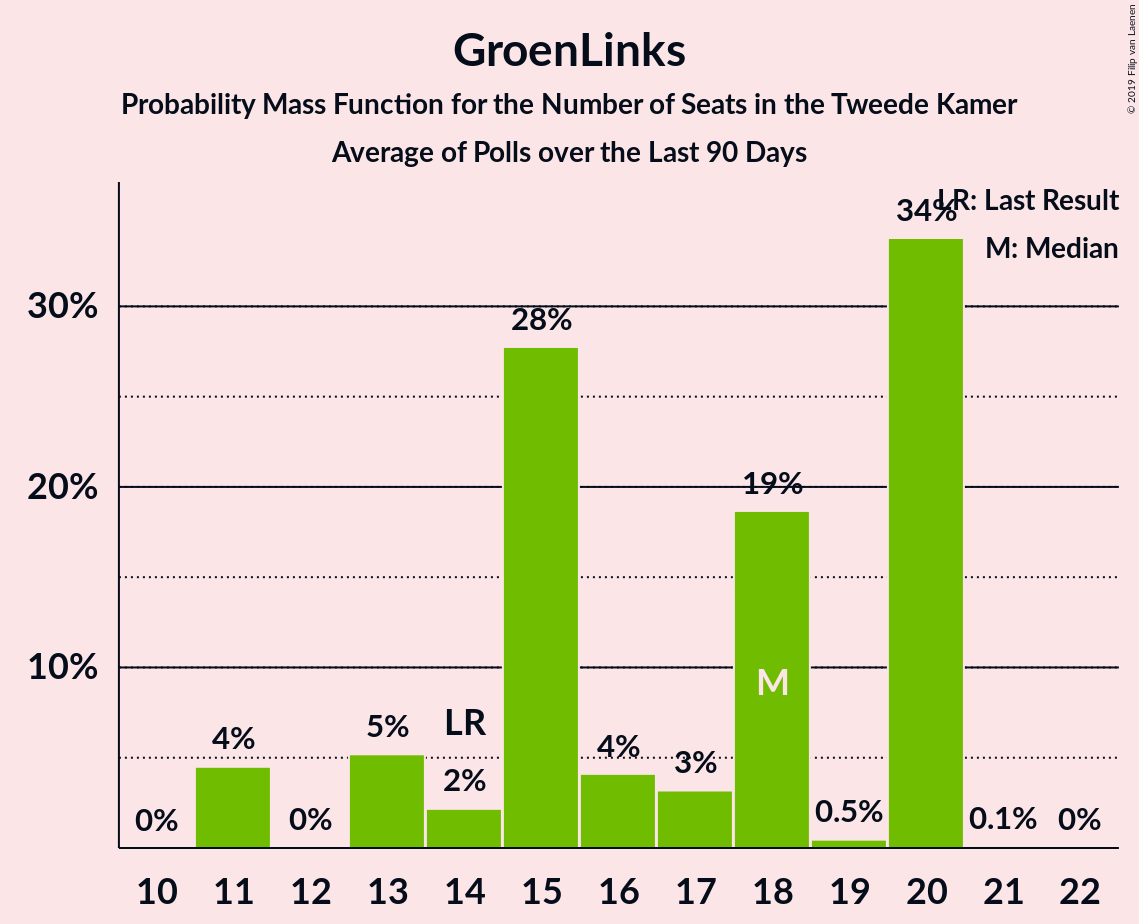 GroenLinks
Probability Mass Function for the Number of Seats in the Tweede Kamer
Average of Polls over the Last 90 Days
© 2019 Filip van Laenen
LR: Last Result
M: Median
30%
20%
10%
0%
4%
0%
5%
LR
2%
28%
4%
3%
19%
M
0.5%
34%
0.1%
0%
10 11 12 13 14 15 16 17 18 19 20 21 22